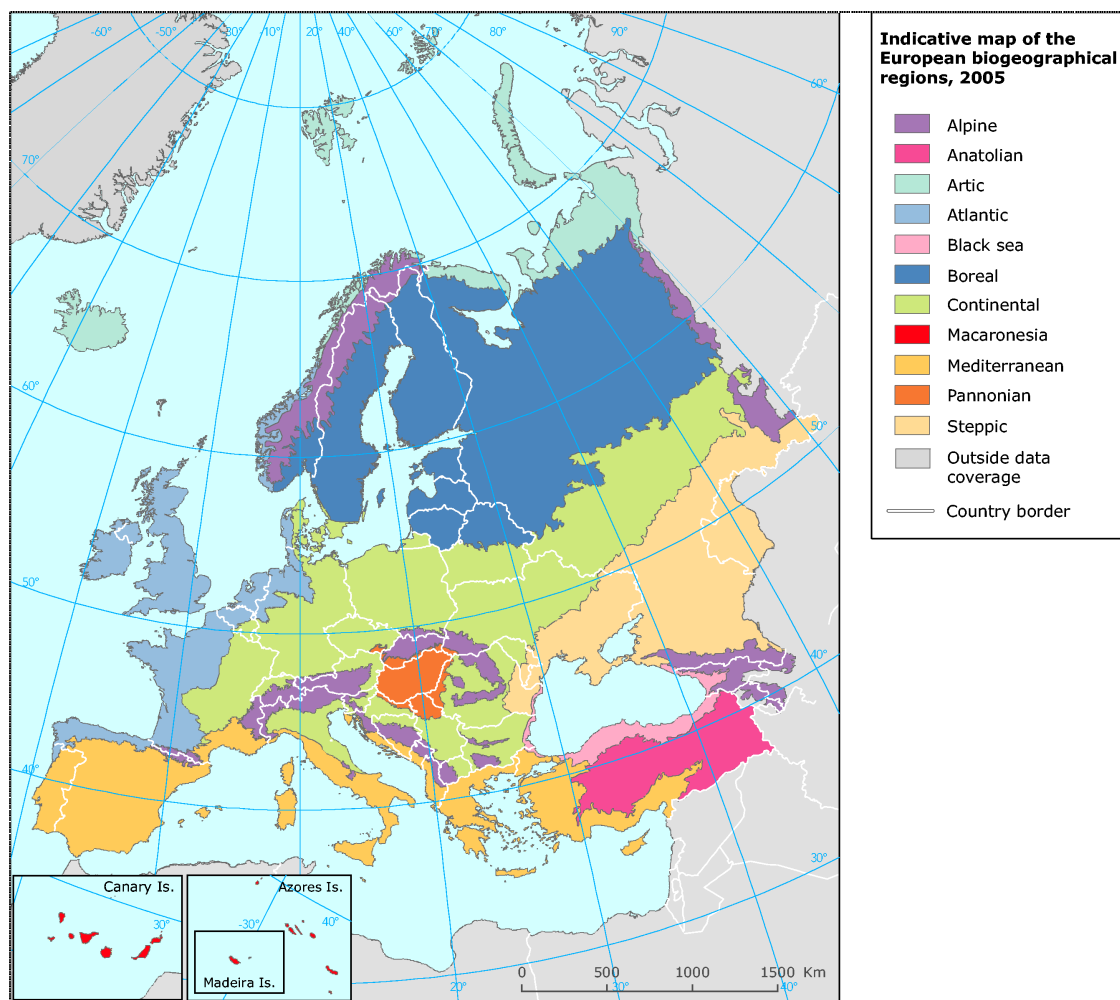 -60°
-50°
-30°
-10°
20°
40°
60°
70°
80°
90°
60°
70°
60°
50°
50°
40°
40°
30°
Canary Is.
30°
Azores Is.
-30°
40°
Madeira Is.
20°
30°
40°
0 500 1000 1500 Km
Indicative map of the
European biogeographical
regions, 2005
Alpine
Anatolian
Artic
Atlantic
Black sea
Boreal
Continental
Macaronesia
Mediterranean
Pannonian
Steppic
Outside data
coverage
Country border